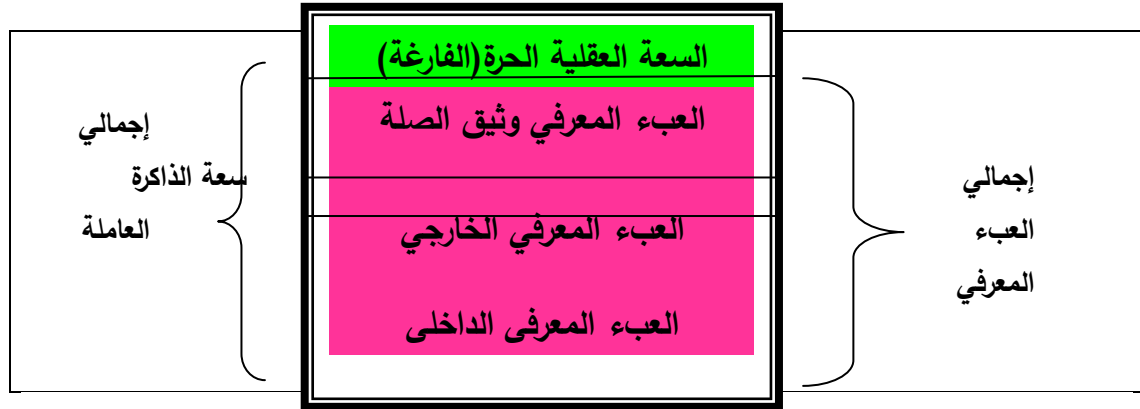 السعة العقلية الحرة(الفارغة)
العبء المعرفي وثيق الصلة
العبء المعرفي الخارجي
العبء المعرفى الداخلى
إجمالي
العبء
المعرفي
إجمالي
سعة الذاكرة
العاملة